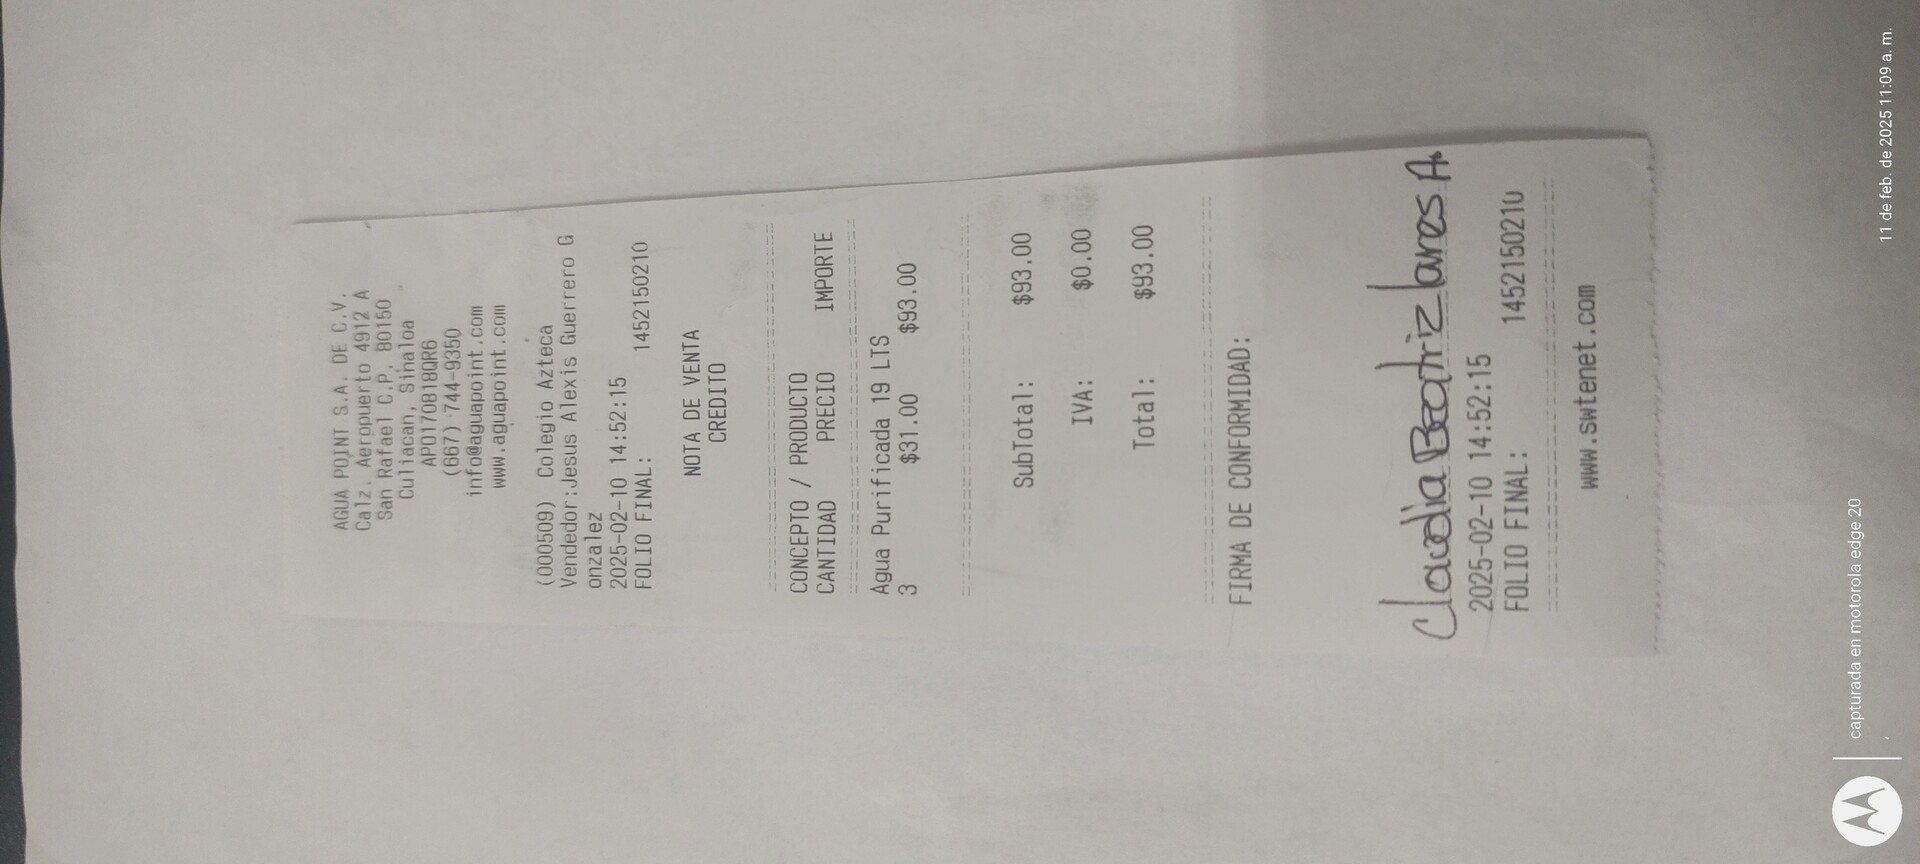 AGUA POINT S.A. DE C.V.
Calz. Aeropuerto 4912 A
San Rafael C.P. 80150
Culiacan, Sinaloa
APO170818QR6
(667) 744-9350
info@aguapoint.com
www.aguapoint.com
(000509) Colegio Azteca
Vendedor:Jesus Alexis Guerrero G
onzalez
2025-02-10 14:52:15
FOLIO FINAL: 1452150210
NOTA DE VENTA
CREDITO
CONCEPTO / PRODUCTO
CANTIDAD PRECIO IMPORTE
Agua Purificada 19 LTS
3 $31.00 $93.00
SubTotal: $93.00
IVA: $0.00
Total: $93.00
FIRMA DE CONFORMIDAD:
Claudia Beatriz Lares A.
2025-02-10 14:52:15
FOLIO FINAL: 1452150210
www.swtenet.com
capturada en motorola edge 20
11 de feb. de 2025 11:09 a. m.